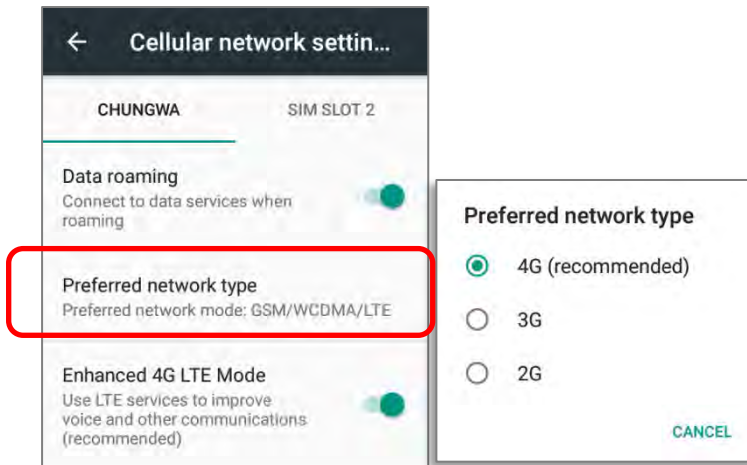 Cellular network settin...
CHUNGWA
SIM SLOT 2
Data roaming
Connect to data services when
roaming
Preferred network type
Preferred network mode: GSM/WCDMA/LTE
Enhanced 4G LTE Mode
Use LTE services to improve
voice and other communications
(recommended)
Preferred network type
4G (recommended)
3G
2G
CANCEL